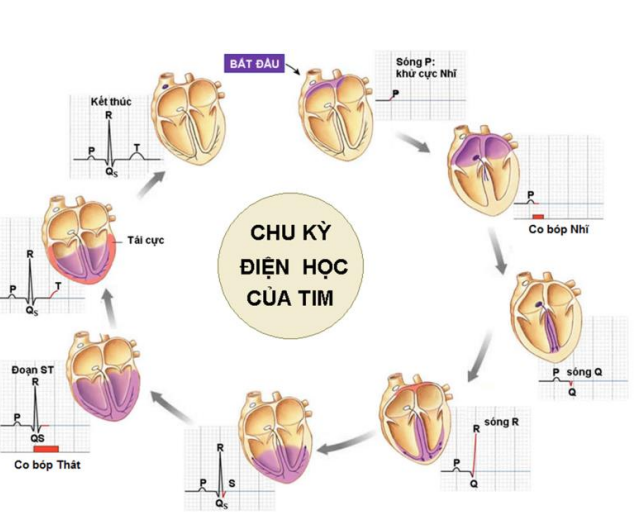 BẮT ĐẦU
Sóng P:
khử cực Nhĩ
P
P
Co bóp Nhĩ
P
sóng Q
Q
sóng R
R
P
Q
R
P
S
QS
Đoạn ST
R
P
QS
Co bóp Thất
R
T
P
QS
Tái cực
Kết thúc
R
P
T
QS
CHU KỲ
ĐIỆN HỌC
CỦA TIM